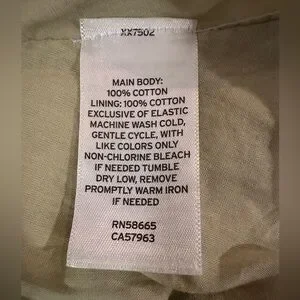 XX7502
MAIN BODY:
100% COTTON
LINING: 100% COTTON
EXCLUSIVE OF ELASTIC
MACHINE WASH COLD,
GENTLE CYCLE, WITH
LIKE COLORS ONLY
NON-CHLORINE BLEACH
IF NEEDED TUMBLE
DRY LOW, REMOVE
PROMPTLY WARM IRON
IF NEEDED
RN58665
CA57963